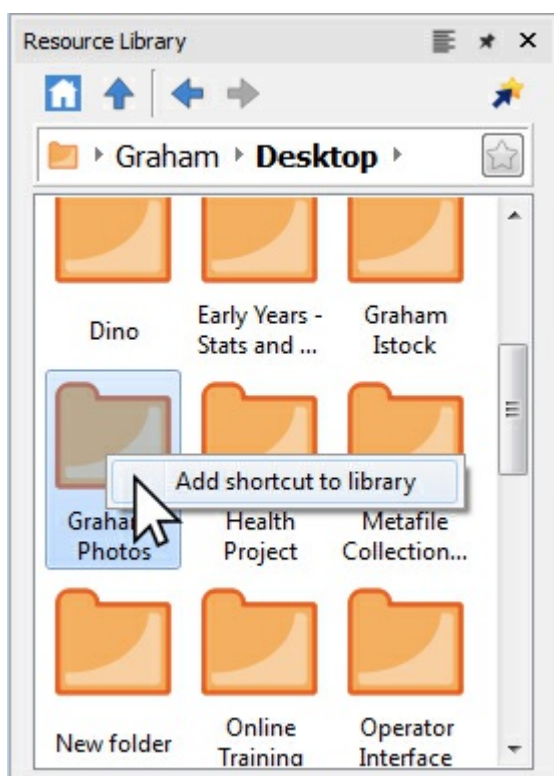 Resource Library
Graham Desktop
Dino
Early Years -
Stats and ...
Graham
Istock
Add shortcut to library
Photos
Health
Project
Metafile
Collection...
New folder
Online
Training
Operator
Interface